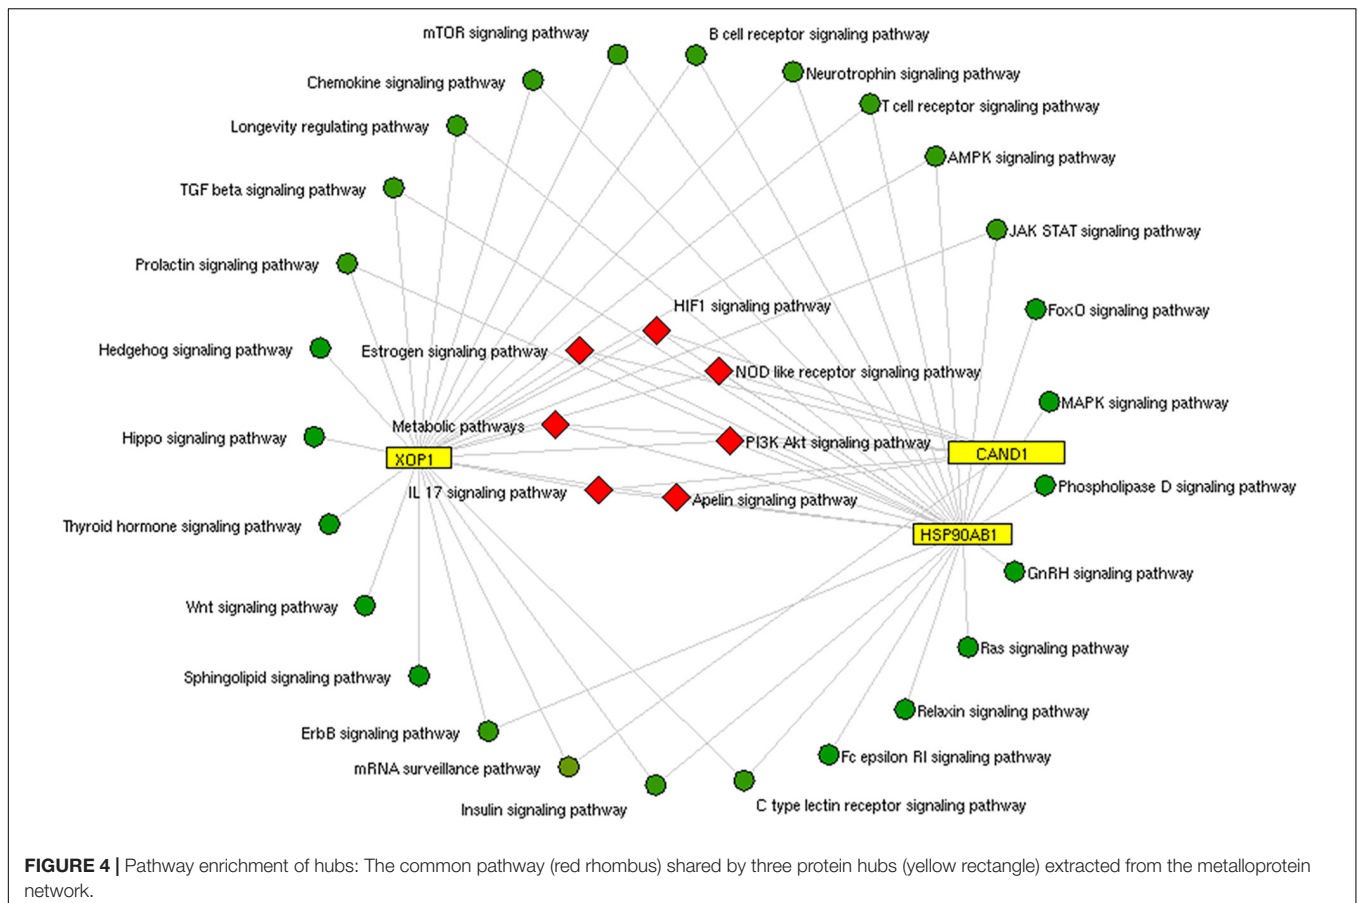 mTOR signaling pathway
B cell receptor signaling pathway
Chemokine signaling pathway
Neurotrophin signaling pathway
Longevity regulating pathway
T cell receptor signaling pathway
TGF beta signaling pathway
AMPK signaling pathway
Prolactin signaling pathway
JAK STAT signaling pathway
HIF1 signaling pathway
FoxO signaling pathway
Hedgehog signaling pathway
Estrogen signaling pathway
NOD like receptor signaling pathway
MAPK signaling pathway
Metabolic pathways
Hippo signaling pathway
PI3K Akt signaling pathway
XOP1
CAND1
IL 17 signaling pathway
Apelin signaling pathway
Phospholipase D signaling pathway
Thyroid hormone signaling pathway
HSP90AB1
GnRH signaling pathway
Wnt signaling pathway
Ras signaling pathway
Sphingolipid signaling pathway
Relaxin signaling pathway
ErbB signaling pathway
Fc epsilon RI signaling pathway
mRNA surveillance pathway
Insulin signaling pathway
C type lectin receptor signaling pathway
FIGURE 4 | Pathway enrichment of hubs: The common pathway (red rhombus) shared by three protein hubs (yellow rectangle) extracted from the metalloprotein
network.